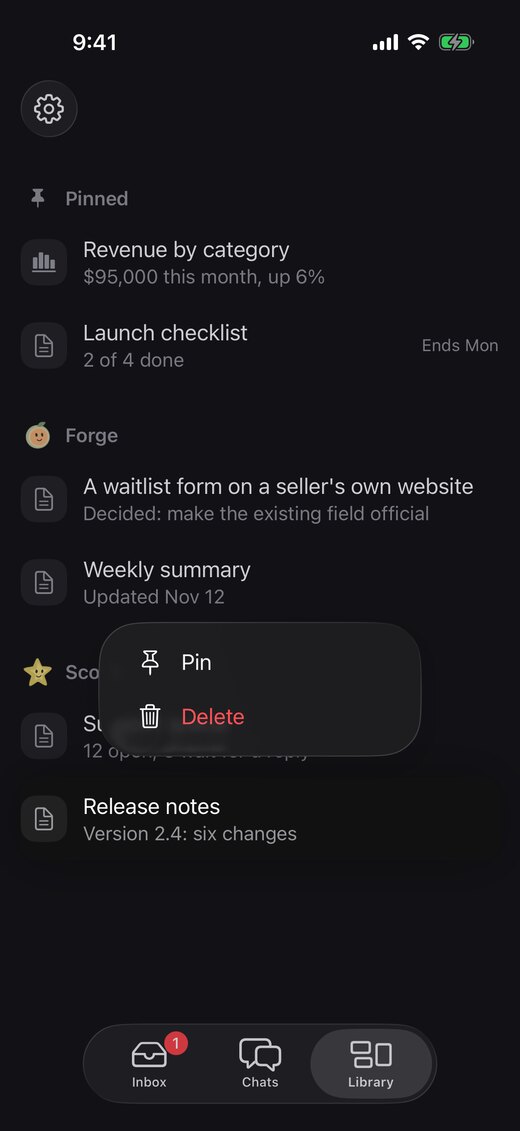 9:41
Pinned
Revenue by category
$95,000 this month, up 6%
Launch checklist
2 of 4 done
Ends Mon
Forge
A waitlist form on a seller's own website
Decided: make the existing field official
Weekly summary
Updated Nov 12
Pin
Delete
12 open,
Release notes
Version 2.4: six changes
1
Inbox
Chats
Library